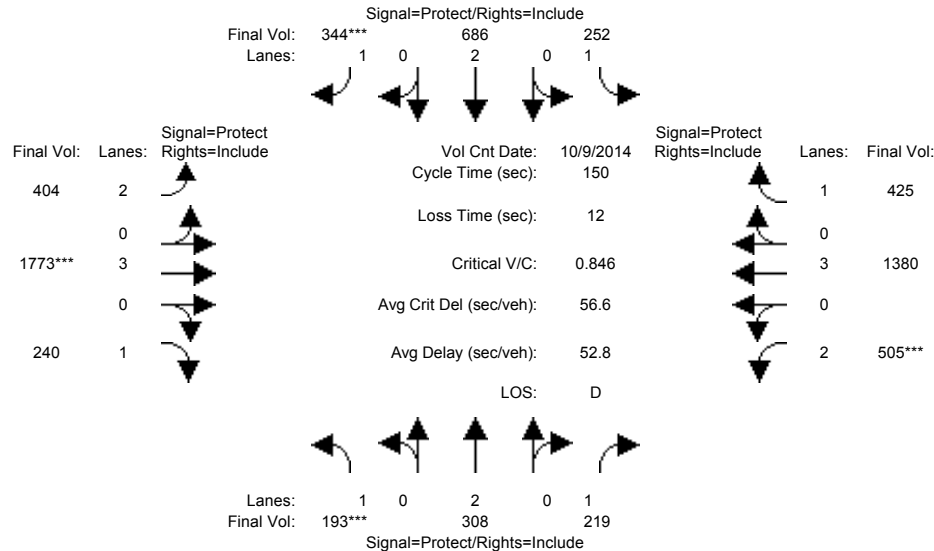 Signal=Protect/Rights=Include
Final Vol: 344*** 686 252
Lanes: 1 0 2 0 1
Signal=Protect Signal=Protect
Final Vol: Lanes: Rights=Include Vol Cnt Date: 10/9/2014 Rights=Include Lanes: Final Vol:
Cycle Time (sec): 150
404 2 1 425
Loss Time (sec): 12
0 0
1773*** 3 Critical V/C: 0.846 3 1380
0 Avg Crit Del (sec/veh): 56.6 0
240 1 Avg Delay (sec/veh): 52.8 2 505***
LOS: D
Lanes: 1 0 2 0 1
Final Vol: 193*** 308 219
Signal=Protect/Rights=Include